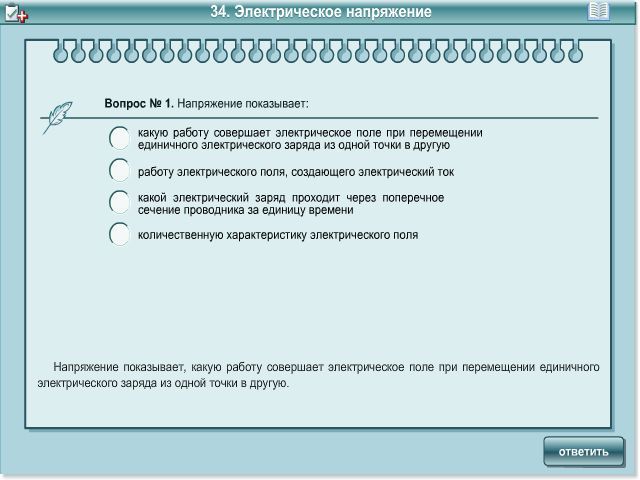 34. Электрическое напряжение
Вопрос № 1. Напряжение показывает:
какую работу совершает электрическое поле при перемещении
единичного электрического заряда из одной точки в другую
работу электрического поля, создающего электрический ток
какой электрический заряд проходит через поперечное
сечение проводника за единицу времени
количественную характеристику электрического поля
Напряжение показывает, какую работу совершает электрическое поле при перемещении единичного
электрического заряда из одной точки в другую.
ответить